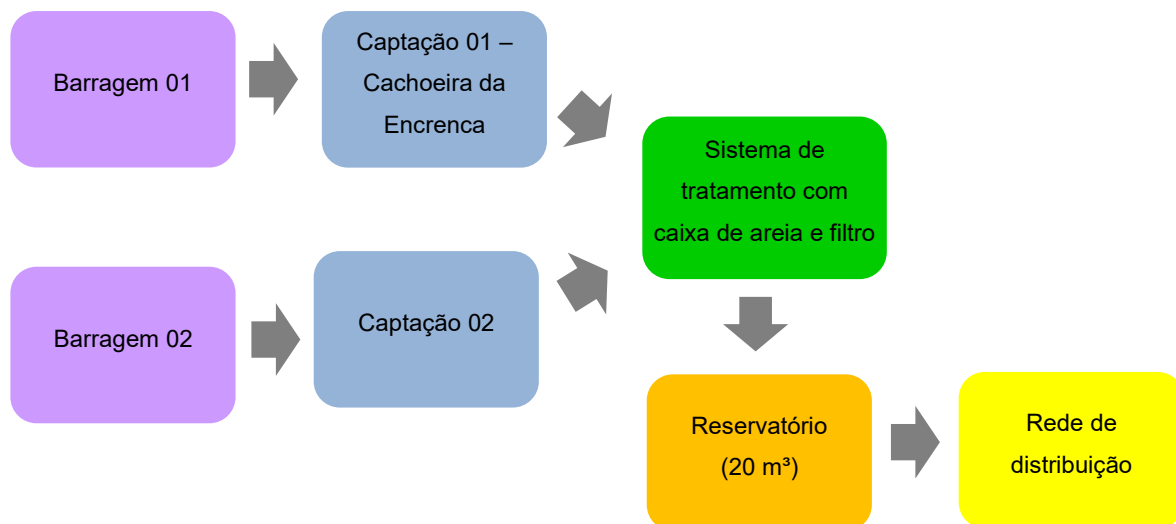 Barragem 01
Captação 01 –
Cachoeira da
Encrenca
Sistema de
tratamento com
caixa de areia e filtro
Barragem 02
Captação 02
Reservatório
(20 m³)
Rede de
distribuição